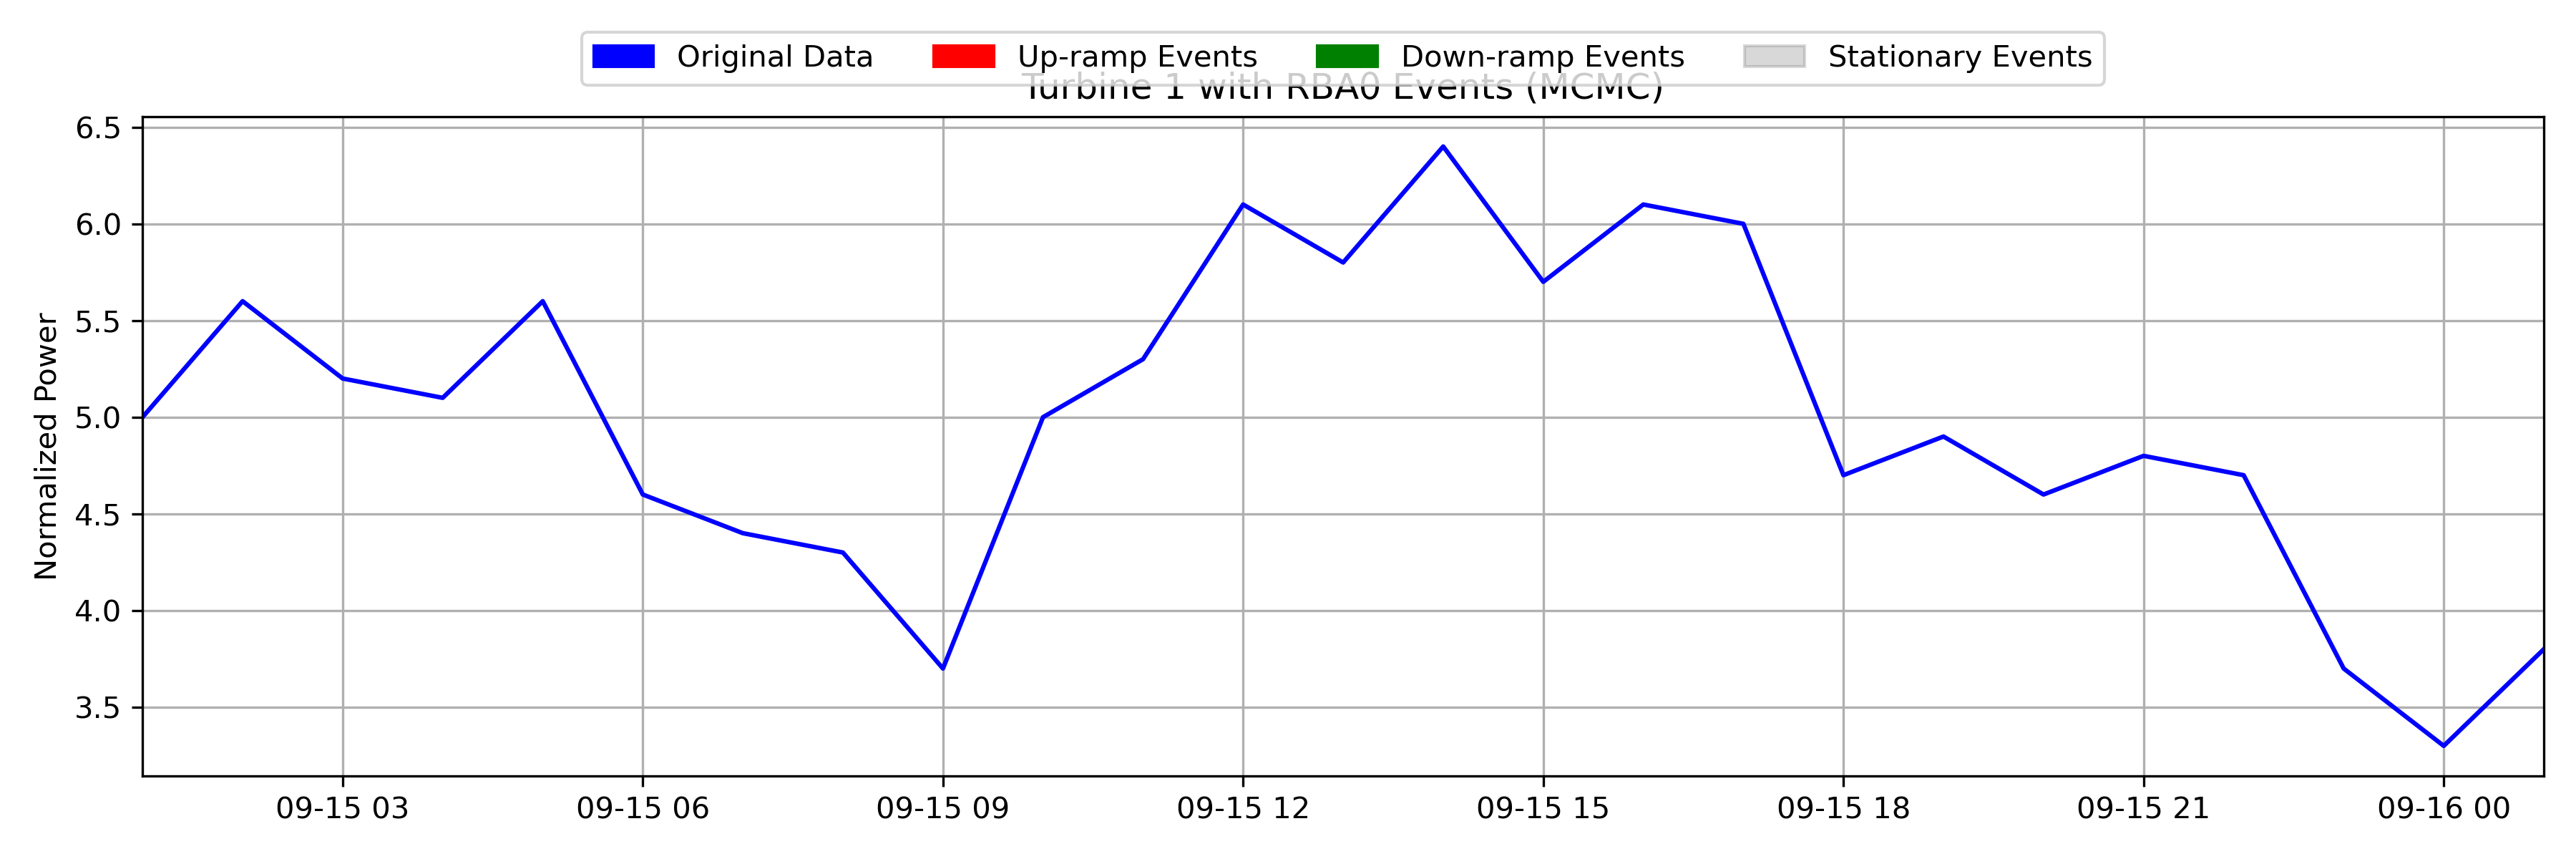 Original Data Up-ramp Events Down-ramp Events Stationary Events
Turbine 1 with RBA0 Events (MCMC)
Normalized Power
6.5
6.0
5.5
5.0
4.5
4.0
3.5
09-15 03 09-15 06 09-15 09 09-15 12 09-15 15 09-15 18 09-15 21 09-16 00